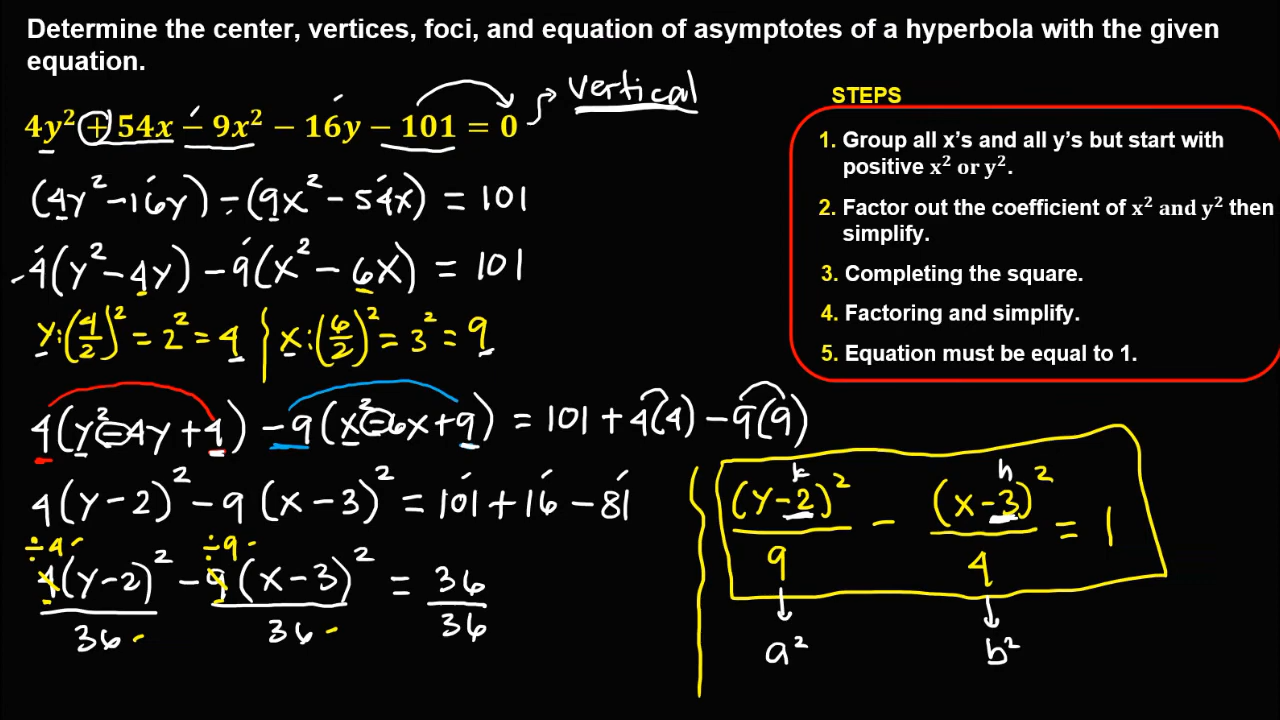 Determine the center, vertices, foci, and equation of asymptotes of a hyperbola with the given
equation.
4y² + 54x − 9x² − 16y − 101 = 0
vertical
(4y² − 16y) − (9x² − 54x) = 101
4(y² − 4y) − 9(x² − 6x) = 101
y: (4/2)² = 2² = 4 | x: (6/2)² = 3² = 9
4(y² − 4y + 4) − 9(x² − 6x + 9) = 101 + 4(4) − 9(9)
4(y − 2)² − 9(x − 3)² = 101 + 16 − 81
÷4 ÷9
4(y − 2)²/36 − 9(x − 3)²/36 = 36/36
STEPS
1. Group all x's and all y's but start with
positive x² or y².
2. Factor out the coefficient of x² and y² then
simplify.
3. Completing the square.
4. Factoring and simplify.
5. Equation must be equal to 1.
k h
(y − 2)²/9 − (x − 3)²/4 = 1
a² b²